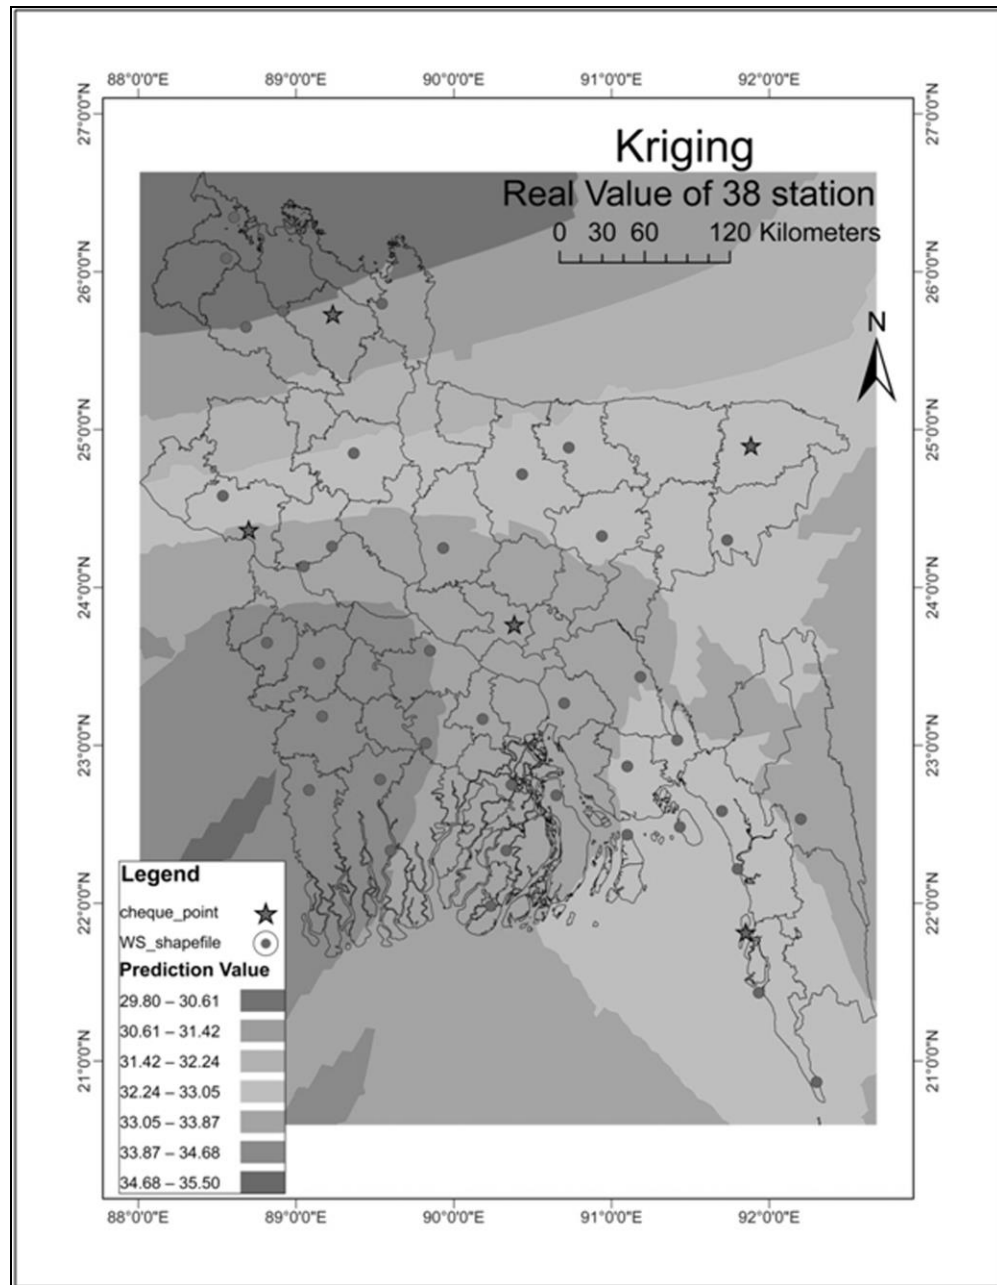 88°0'0"E 89°0'0"E 90°0'0"E 91°0'0"E 92°0'0"E
27°0'0"N 27°0'0"N
Kriging
Real Value of 38 station
0 30 60 120 Kilometers
26°0'0"N 26°0'0"N
N
25°0'0"N 25°0'0"N
24°0'0"N 24°0'0"N
23°0'0"N 23°0'0"N
22°0'0"N 22°0'0"N
21°0'0"N 21°0'0"N
Legend
cheque_point
WS_shapefile
Prediction Value
29.80 – 30.61
30.61 – 31.42
31.42 – 32.24
32.24 – 33.05
33.05 – 33.87
33.87 – 34.68
34.68 – 35.50
88°0'0"E 89°0'0"E 90°0'0"E 91°0'0"E 92°0'0"E